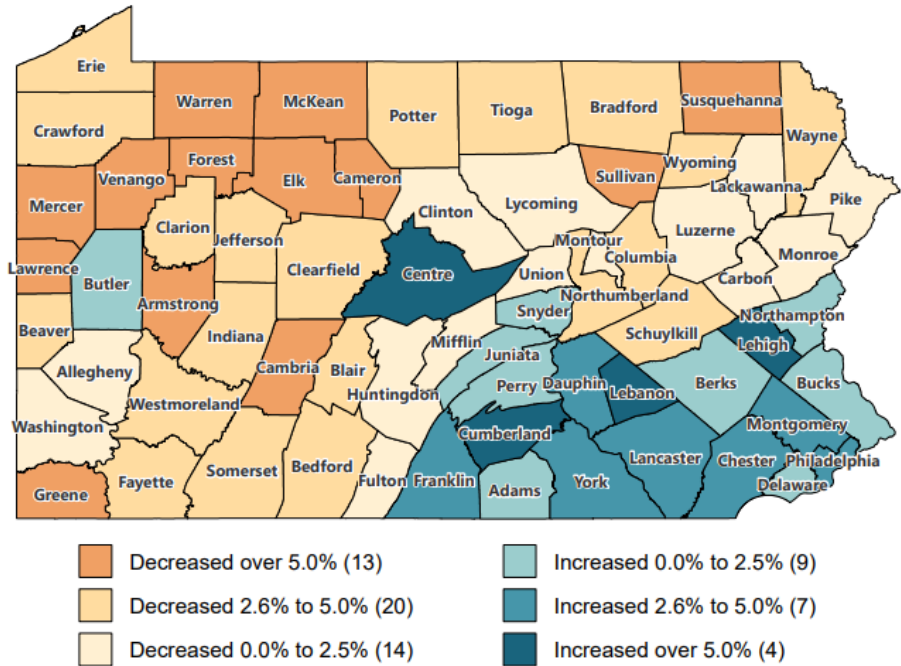 Erie
Warren
McKean
Potter
Tioga
Bradford
Susquehanna
Crawford
Wayne
Forest
Venango
Elk
Cameron
Sullivan
Wyoming
Lackawanna
Pike
Mercer
Clinton
Lycoming
Clarion
Jefferson
Luzerne
Montour
Columbia
Monroe
Lawrence
Butler
Clearfield
Centre
Union
Carbon
Armstrong
Northumberland
Snyder
Northampton
Beaver
Indiana
Schuylkill
Mifflin
Lehigh
Allegheny
Cambria
Blair
Juniata
Perry
Dauphin
Lebanon
Berks
Bucks
Huntingdon
Westmoreland
Washington
Cumberland
Montgomery
Lancaster
Chester
Philadelphia
Greene
Fayette
Somerset
Bedford
Fulton
Franklin
Adams
York
Delaware
Decreased over 5.0% (13)
Decreased 2.6% to 5.0% (20)
Decreased 0.0% to 2.5% (14)
Increased 0.0% to 2.5% (9)
Increased 2.6% to 5.0% (7)
Increased over 5.0% (4)